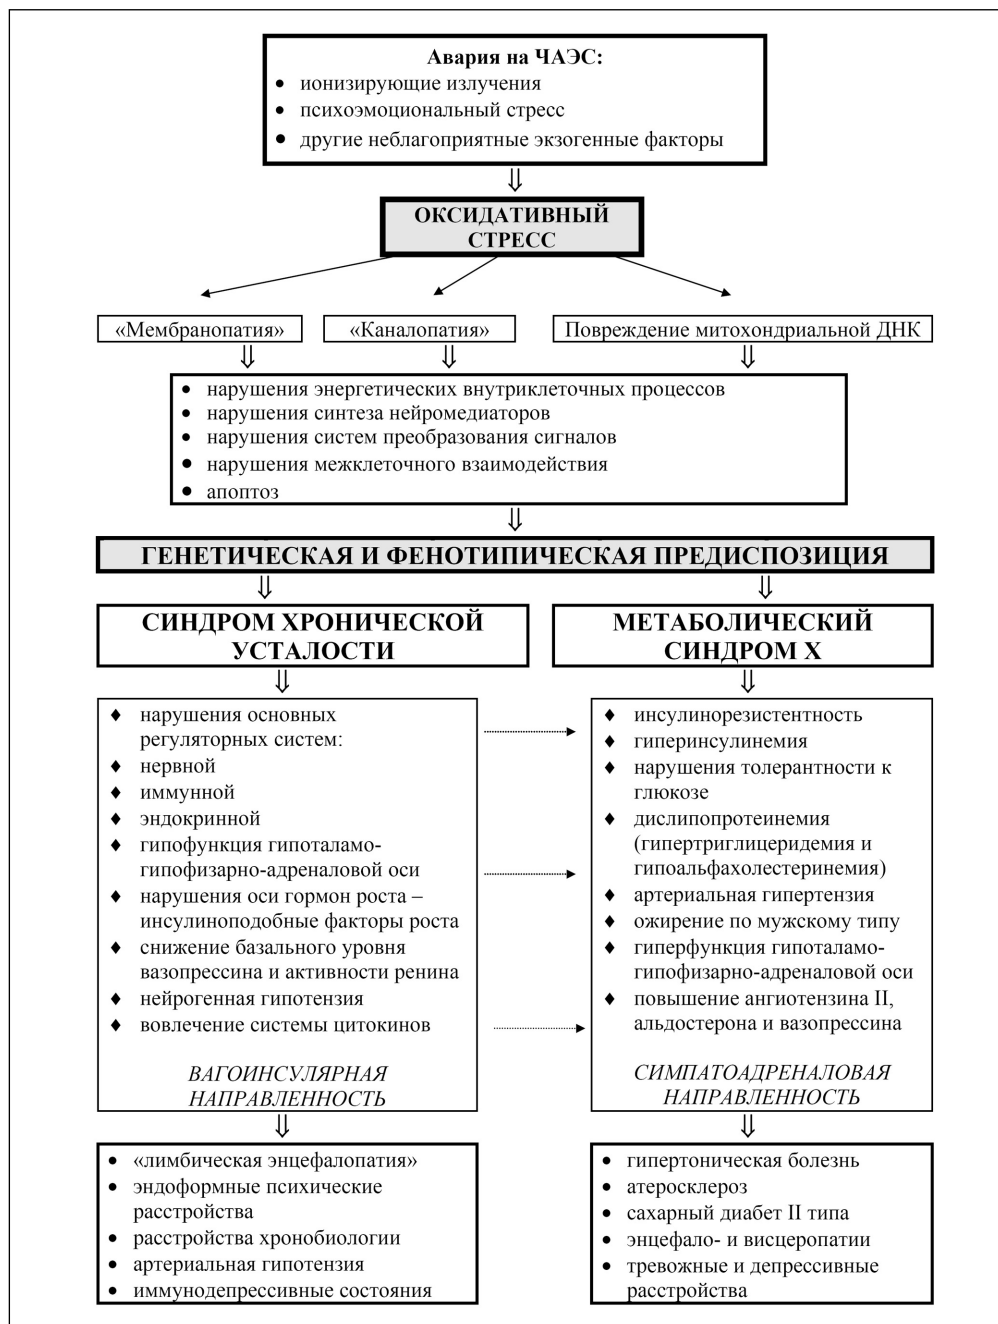 Авария на ЧАЭС:
• ионизирующие излучения
• психоэмоциональный стресс
• другие неблагоприятные экзогенные факторы
ОКСИДАТИВНЫЙ
СТРЕСС
«Мембранопатия»
«Каналопатия»
Повреждение митохондриальной ДНК
• нарушения энергетических внутриклеточных процессов
• нарушения синтеза нейромедиаторов
• нарушения систем преобразования сигналов
• нарушения межклеточного взаимодействия
• апоптоз
ГЕНЕТИЧЕСКАЯ И ФЕНОТИПИЧЕСКАЯ ПРЕДИСПОЗИЦИЯ
СИНДРОМ ХРОНИЧЕСКОЙ
УСТАЛОСТИ
МЕТАБОЛИЧЕСКИЙ
СИНДРОМ X
♦ нарушения основных
регуляторных систем:
♦ нервной
♦ иммунной
♦ эндокринной
♦ гипофункция гипоталамо-
гипофизарно-адреналовой оси
♦ нарушения оси гормон роста –
инсулиноподобные факторы роста
♦ снижение базального уровня
вазопрессина и активности ренина
♦ нейрогенная гипотензия
♦ вовлечение системы цитокинов
ВАГОИНСУЛЯРНАЯ
НАПРАВЛЕННОСТЬ
♦ инсулинорезистентность
♦ гиперинсулинемия
♦ нарушения толерантности к
глюкозе
♦ дислипопротеинемия
(гипертриглицеридемия и
гипоальфахолестеринемия)
♦ артериальная гипертензия
♦ ожирение по мужскому типу
♦ гиперфункция гипоталамо-
гипофизарно-адреналовой оси
♦ повышение ангиотензина II,
альдостерона и вазопрессина
СИМПАТОАДРЕНАЛОВАЯ
НАПРАВЛЕННОСТЬ
• «лимбическая энцефалопатия»
• эндоформные психические
расстройства
• расстройства хронобиологии
• артериальная гипотензия
• иммунодепрессивные состояния
• гипертоническая болезнь
• атеросклероз
• сахарный диабет II типа
• энцефало- и висцеропатии
• тревожные и депрессивные
расстройства